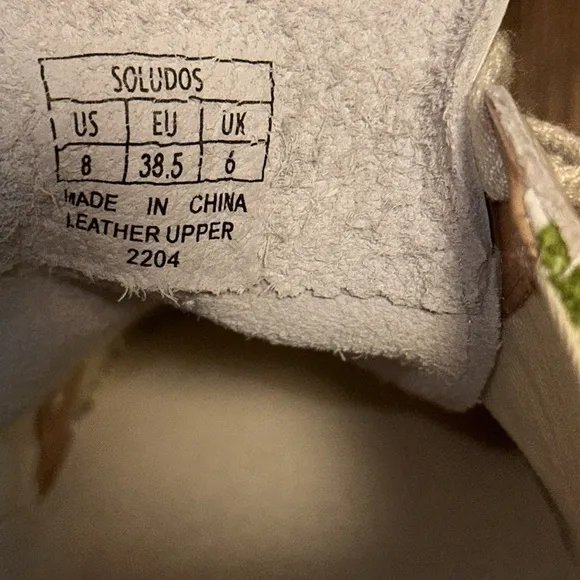 SOLUDOS
US EU UK
8 38.5 6
MADE IN CHINA
LEATHER UPPER
2204